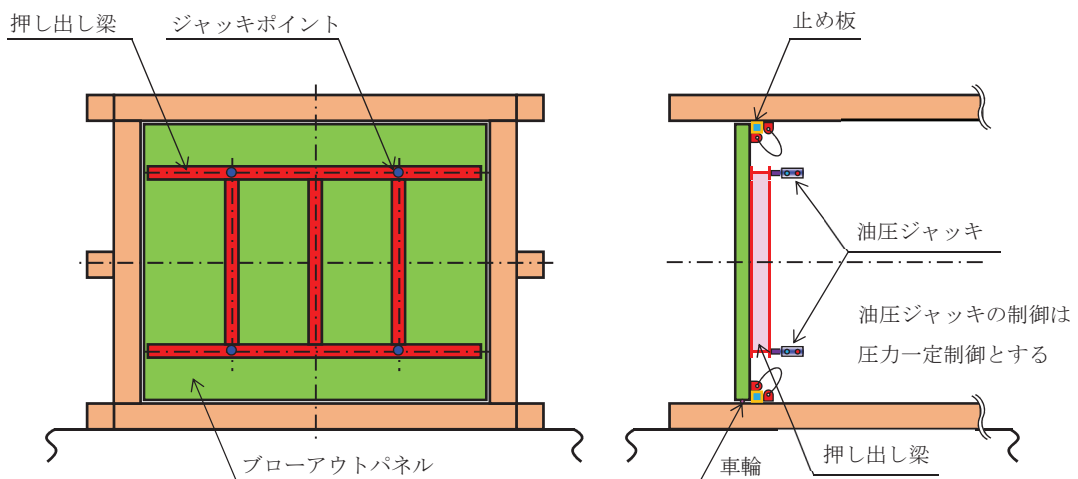 押し出し梁
ジャッキポイント
止め板
油圧ジャッキ
油圧ジャッキの制御は
圧力一定制御とする
ブローアウトパネル
車輪
押し出し梁